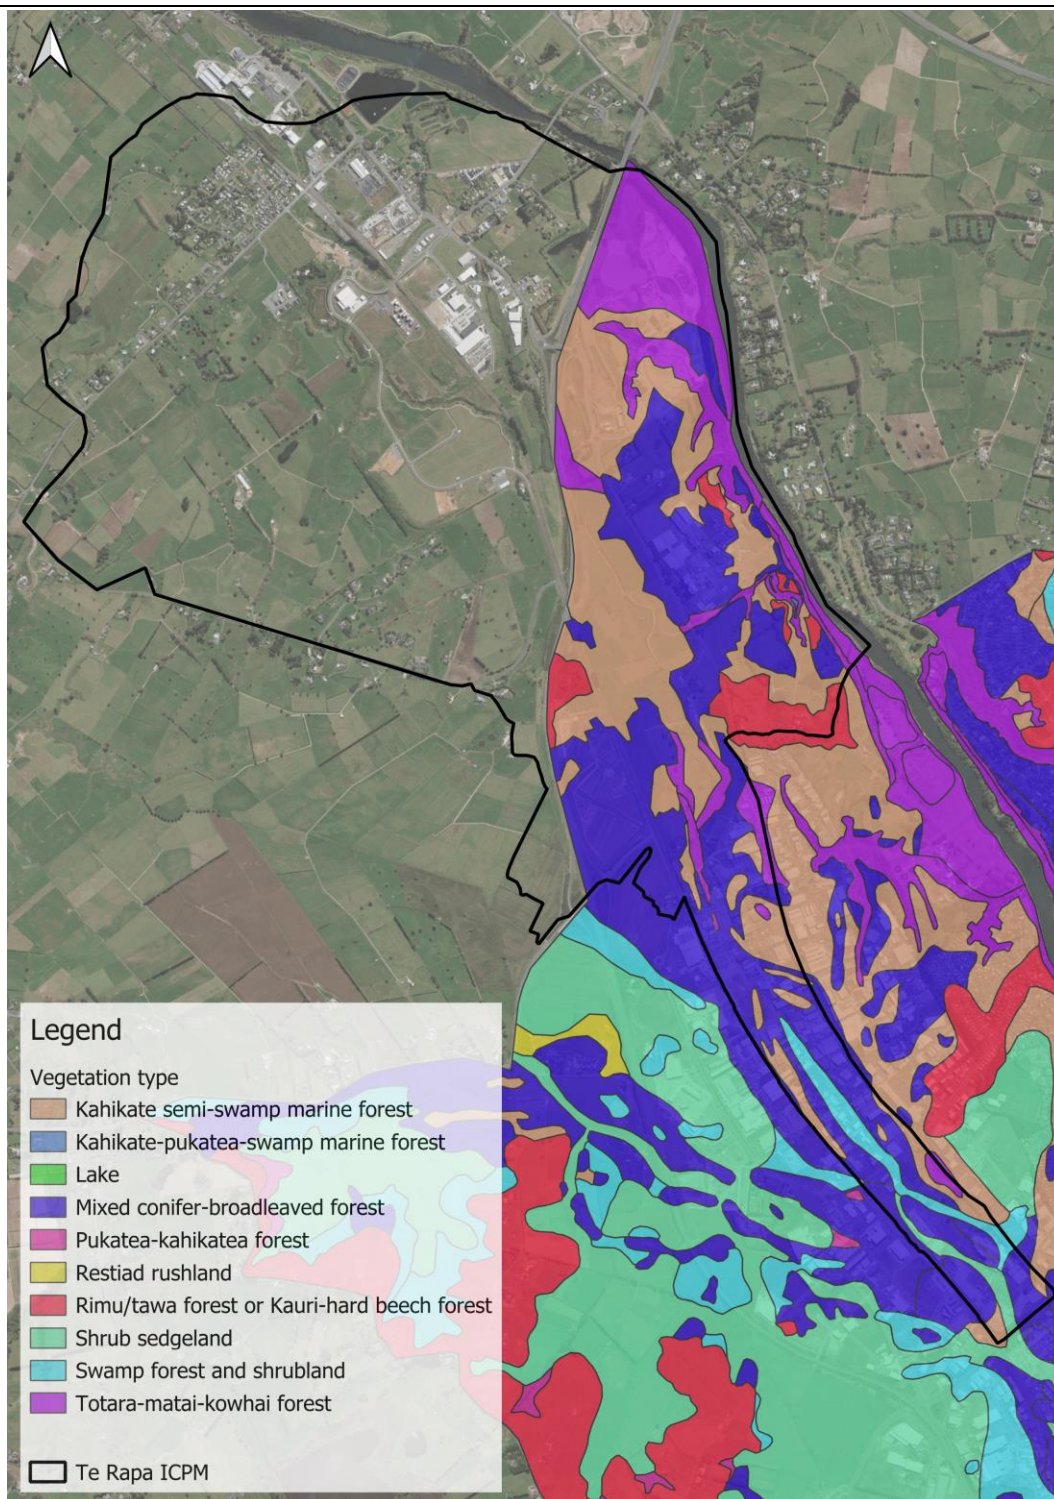 Legend
Vegetation type
Kahikate semi-swamp marine forest
Kahikate-pukatea-swamp marine forest
Lake
Mixed conifer-broadleaved forest
Pukatea-kahikatea forest
Restiad rushland
Rimu/tawa forest or Kauri-hard beech forest
Shrub sedgeland
Swamp forest and shrubland
Totara-matai-kowhai forest
Te Rapa ICPM